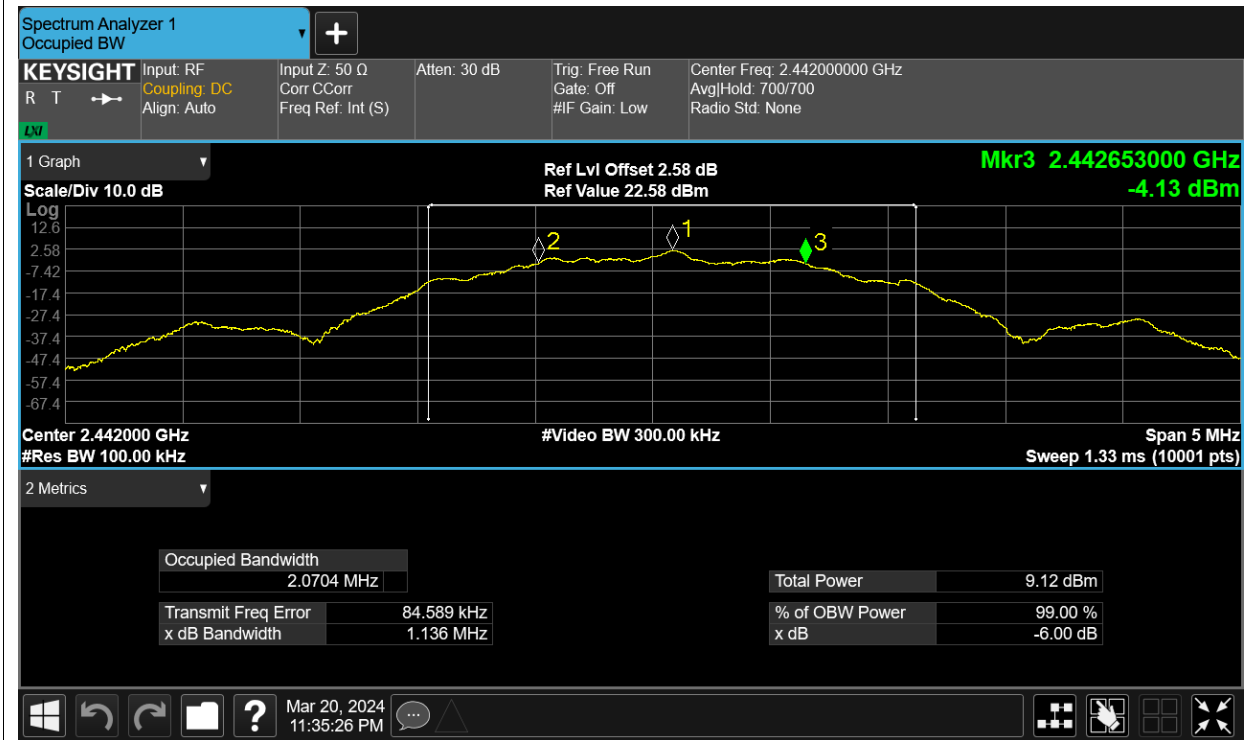 Spectrum Analyzer 1
Occupied BW
+
KEYSIGHT
R T
LXI
Input: RF
Coupling: DC
Align: Auto
Input Z: 50 Ω
Corr CCorr
Freq Ref: Int (S)
Atten: 30 dB
Trig: Free Run
Gate: Off
#IF Gain: Low
Center Freq: 2.442000000 GHz
Avg|Hold: 700/700
Radio Std: None
1 Graph
Scale/Div 10.0 dB
Ref Lvl Offset 2.58 dB
Ref Value 22.58 dBm
Mkr3 2.442653000 GHz
-4.13 dBm
Log
12.6
2.58
-7.42
-17.4
-27.4
-37.4
-47.4
-57.4
-67.4
2
1
3
Center 2.442000 GHz
#Video BW 300.00 kHz
Span 5 MHz
#Res BW 100.00 kHz
Sweep 1.33 ms (10001 pts)
2 Metrics
Occupied Bandwidth
2.0704 MHz
Transmit Freq Error 84.589 kHz
x dB Bandwidth 1.136 MHz
Total Power 9.12 dBm
% of OBW Power 99.00 %
x dB -6.00 dB
?
Mar 20, 2024
11:35:26 PM